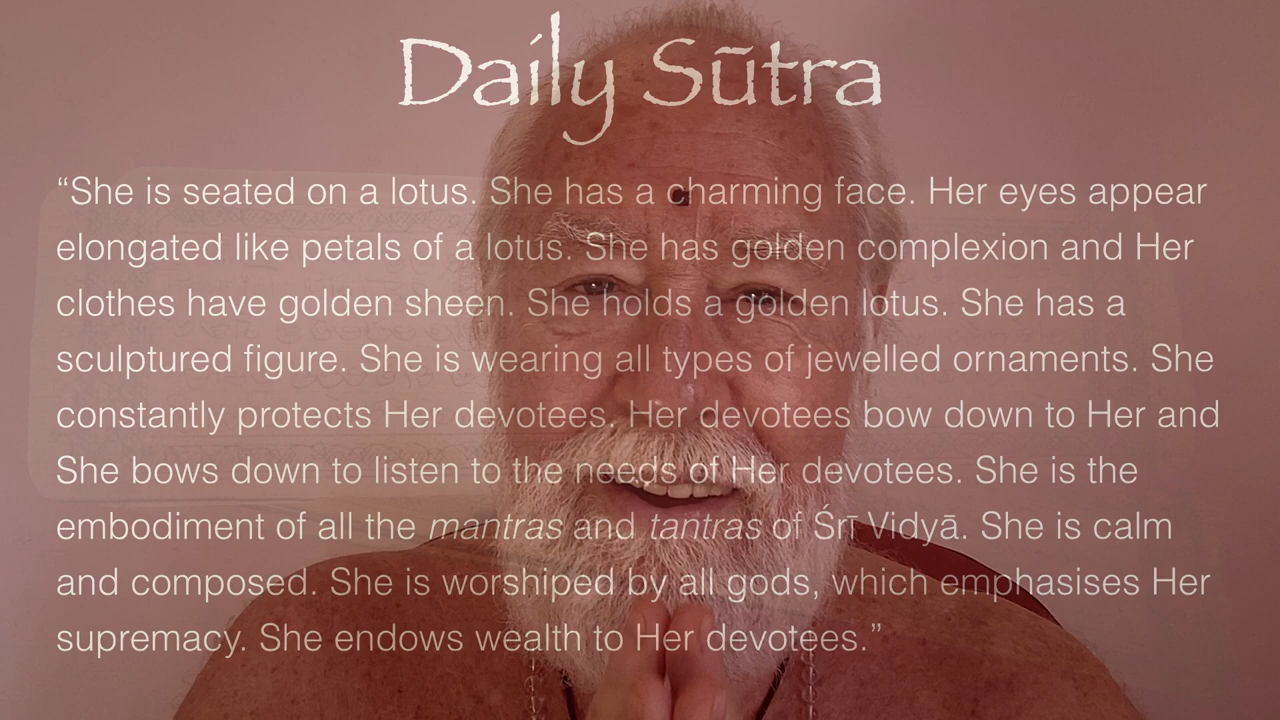 Daily Sūtra
“She is seated on a lotus. She has a charming face. Her eyes appear
elongated like petals of a lotus. She has golden complexion and Her
clothes have golden sheen. She holds a golden lotus. She has a
sculptured figure. She is wearing all types of jewelled ornaments. She
constantly protects Her devotees. Her devotees bow down to Her and
She bows down to listen to the needs of Her devotees. She is the
embodiment of all the mantras and tantras of Śrī Vidyā. She is calm
and composed. She is worshiped by all gods, which emphasises Her
supremacy. She endows wealth to Her devotees.”